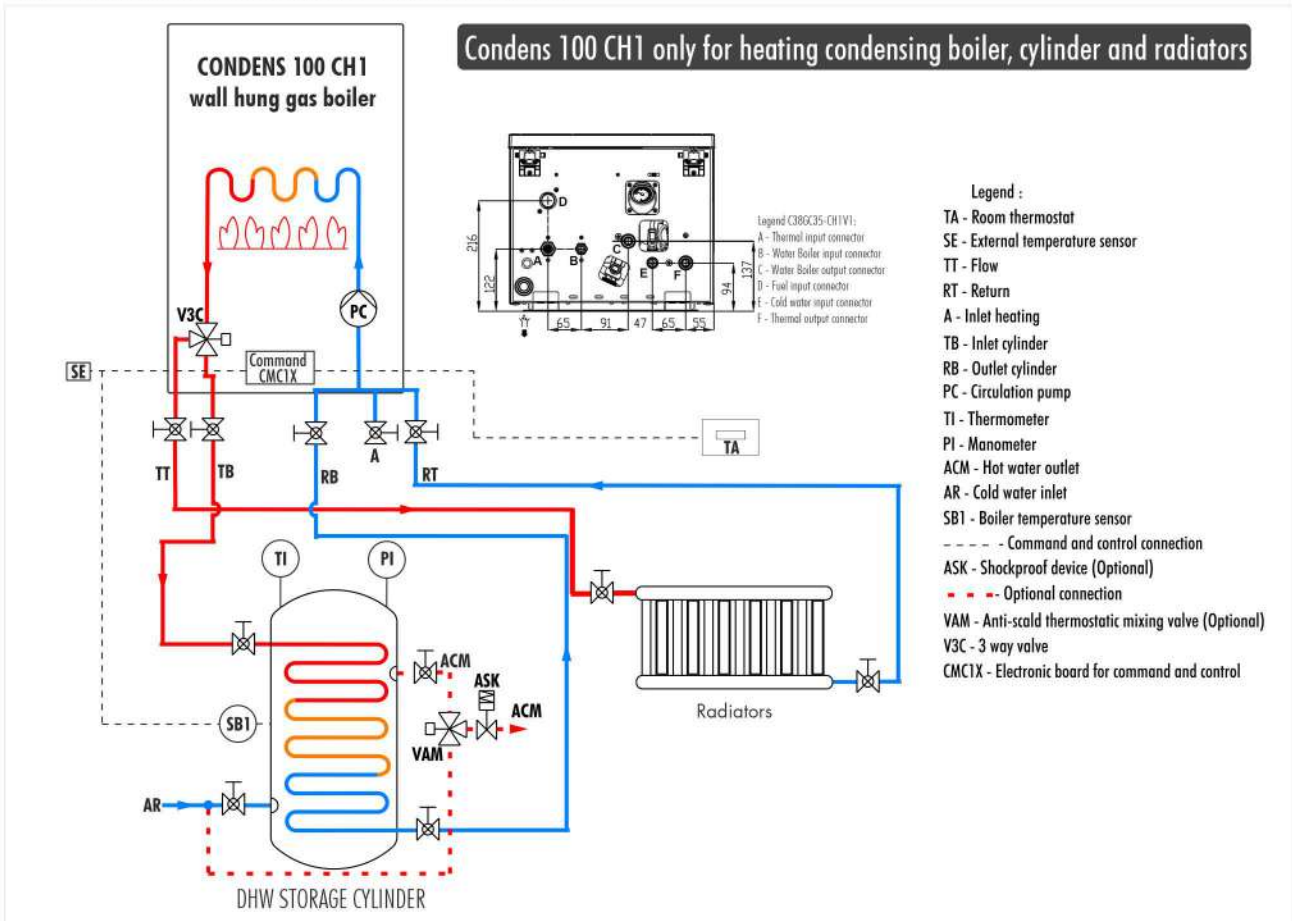 Condens 100 CH1 only for heating condensing boiler, cylinder and radiators
CONDENS 100 CH1
wall hung gas boiler
PC
V3C
Command
CMC1X
SE
TA
TT
TB
RB
A
RT
D
A
B
C
E
F
216
122
137
94
65
91
47
65
55
Legend C38GC35-CH1V1:
A - Thermal input connector
B - Water Boiler input connector
C - Water Boiler output connector
D - Fuel input connector
E - Cold water input connector
F - Thermal output connector
Legend :
TA - Room thermostat
SE - External temperature sensor
TT - Flow
RT - Return
A - Inlet heating
TB - Inlet cylinder
RB - Outlet cylinder
PC - Circulation pump
TI - Thermometer
PI - Manometer
ACM - Hot water outlet
AR - Cold water inlet
SB1 - Boiler temperature sensor
- Command and control connection
ASK - Shockproof device (Optional)
- Optional connection
VAM - Anti-scald thermostatic mixing valve (Optional)
V3C - 3 way valve
CMC1X - Electronic board for command and control
TI
PI
ACM
ASK
ACM
VAM
SB1
AR
Radiators
DHW STORAGE CYLINDER